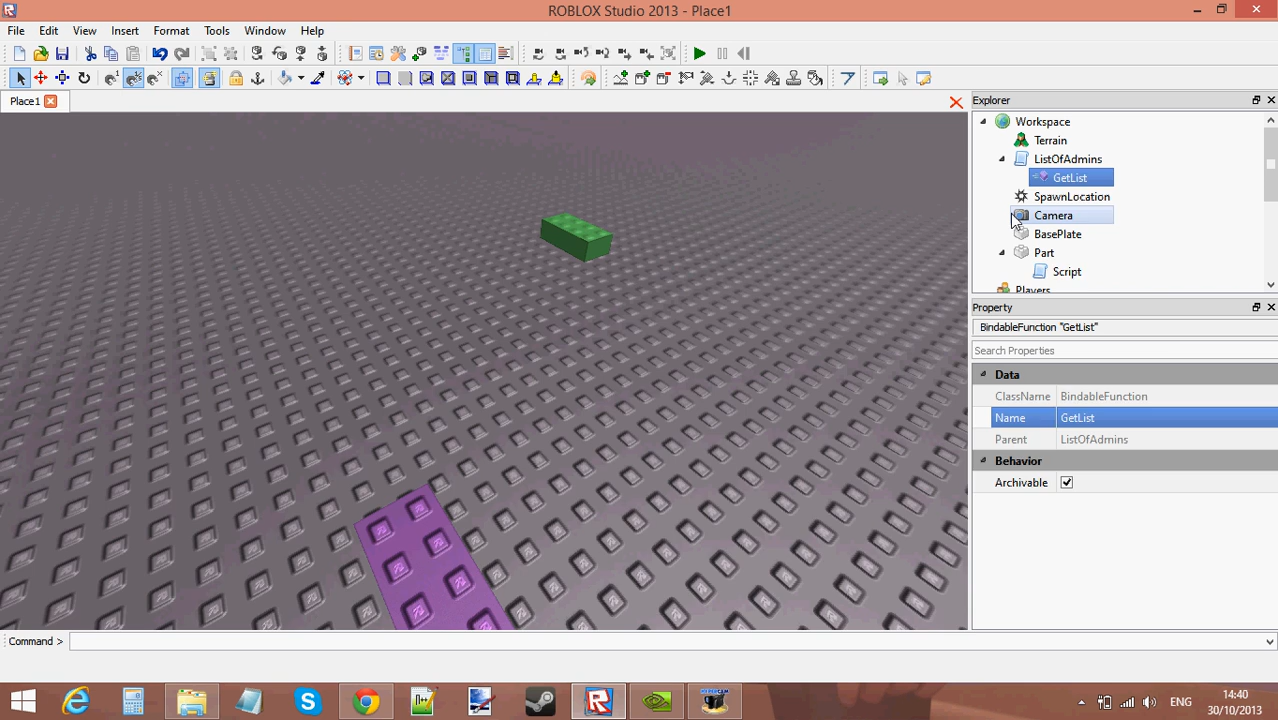 ROBLOX Studio 2013 - Place1
File Edit View Insert Format Tools Window Help
Place1
Explorer
Workspace
Terrain
ListOfAdmins
GetList
SpawnLocation
Camera
BasePlate
Part
Script
Players
Property
BindableFunction "GetList"
Search Properties
Data
ClassName BindableFunction
Name GetList
Parent ListOfAdmins
Behavior
Archivable
Command >
ENG
14:40
30/10/2013